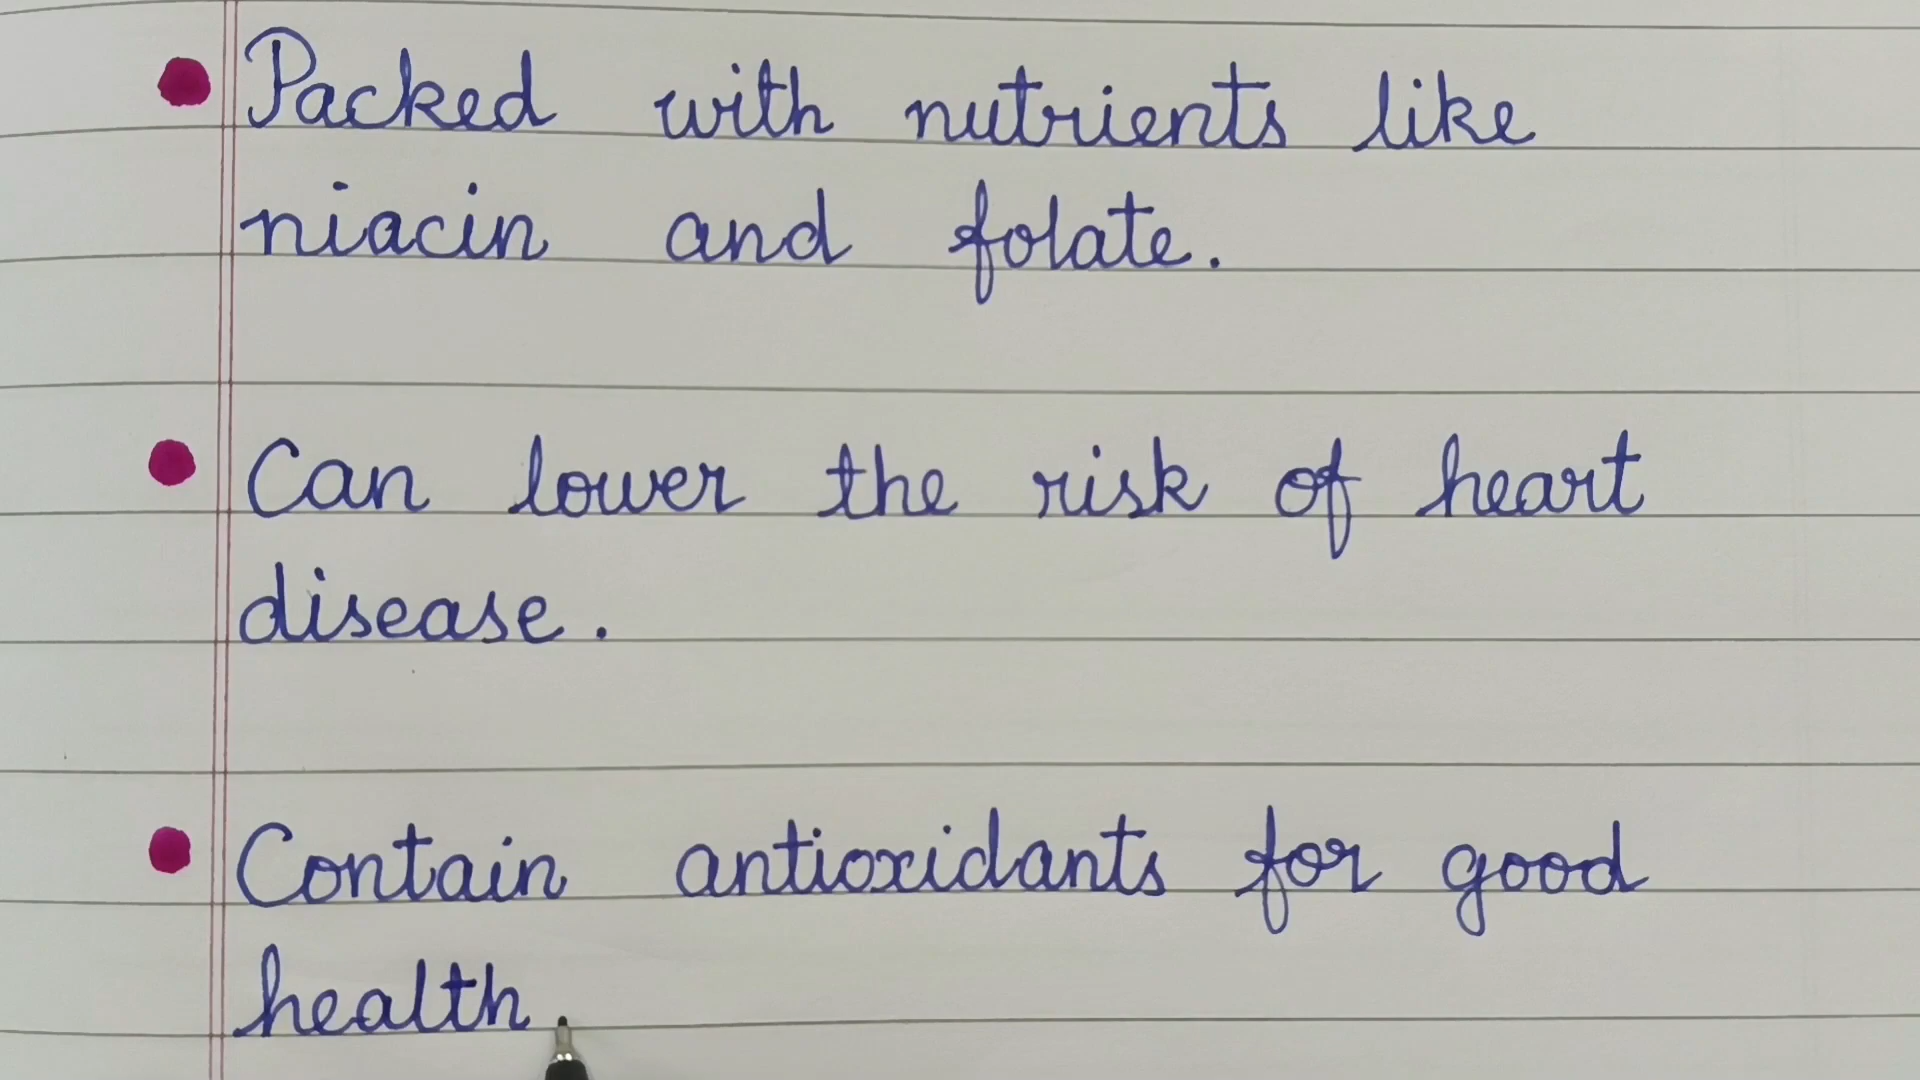 Packed with nutrients like
niacin and folate.
Can lower the risk of heart
disease.
Contain antioxidants for good
health.